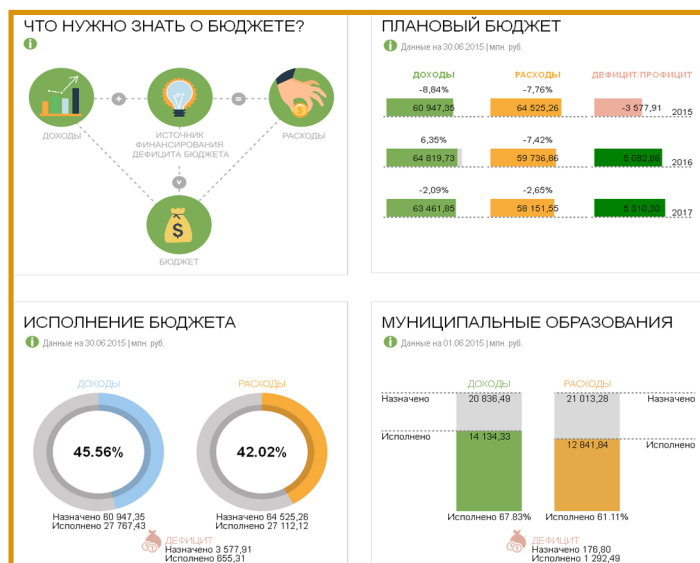 ЧТО НУЖНО ЗНАТЬ О БЮДЖЕТЕ?
i
+
=
ДОХОДЫ
ИСТОЧНИК
ФИНАНСИРОВАНИЯ
ДЕФИЦИТА БЮДЖЕТА
РАСХОДЫ
$
БЮДЖЕТ
ПЛАНОВЫЙ БЮДЖЕТ
i Данные на 30.06.2015 | млн. руб.
ДОХОДЫ РАСХОДЫ ДЕФИЦИТ/ПРОФИЦИТ
-8,84% -7,76%
60 947,35 64 525,26 -3 577,91 2015
6,35% -7,42%
64 819,73 59 736,86 5 082,86 2016
-2,09% -2,65%
63 461,85 58 151,55 5 310,30 2017
ИСПОЛНЕНИЕ БЮДЖЕТА
i Данные на 30.06.2015 | млн. руб.
ДОХОДЫ РАСХОДЫ
45.56% 42.02%
Назначено 60 947,35 Назначено 64 525,26
Исполнено 27 767,43 Исполнено 27 112,12
ДЕФИЦИТ
Назначено 3 577,91
Исполнено 655,31
МУНИЦИПАЛЬНЫЕ ОБРАЗОВАНИЯ
i Данные на 01.06.2015 | млн. руб.
ДОХОДЫ РАСХОДЫ
Назначено 20 836,49 21 013,28 Назначено
Исполнено 14 134,33
12 841,84 Исполнено
Исполнено 67.83% Исполнено 61.11%
ДЕФИЦИТ
Назначено 176,80
Исполнено 1 292,49